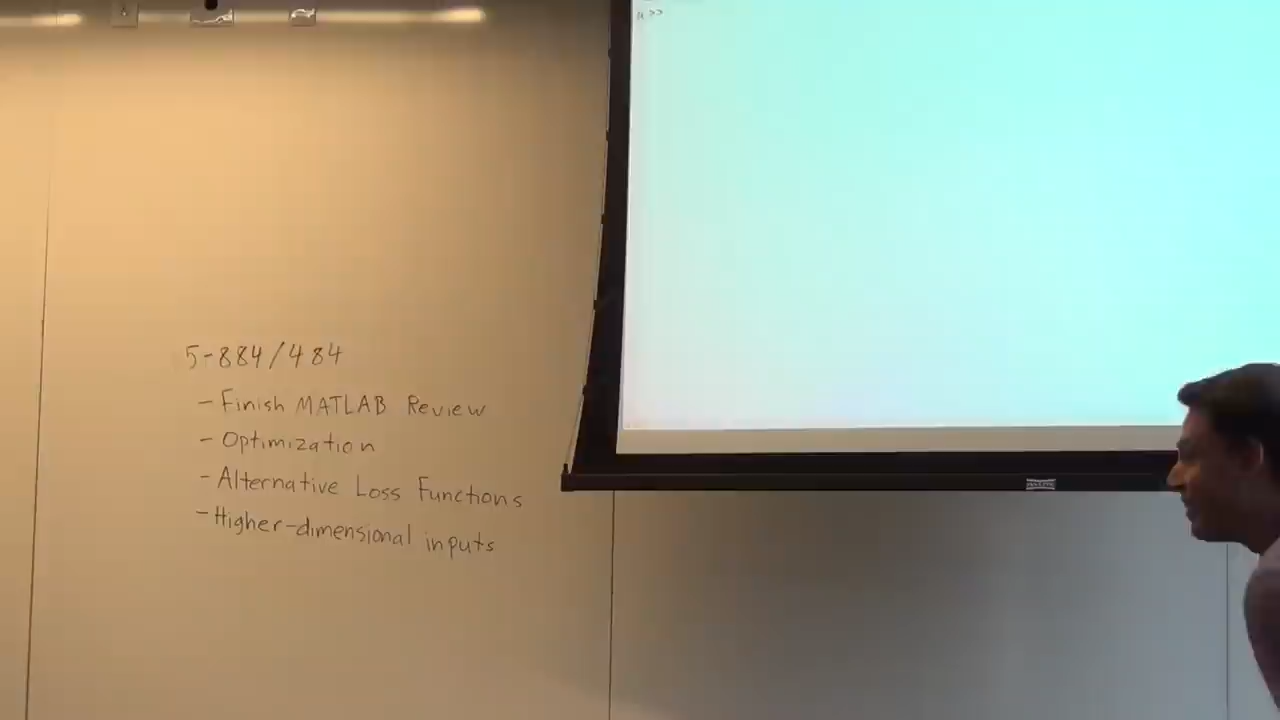 >>
5-884/484
- Finish MATLAB Review
- Optimization
- Alternative Loss Functions
- Higher-dimensional inputs